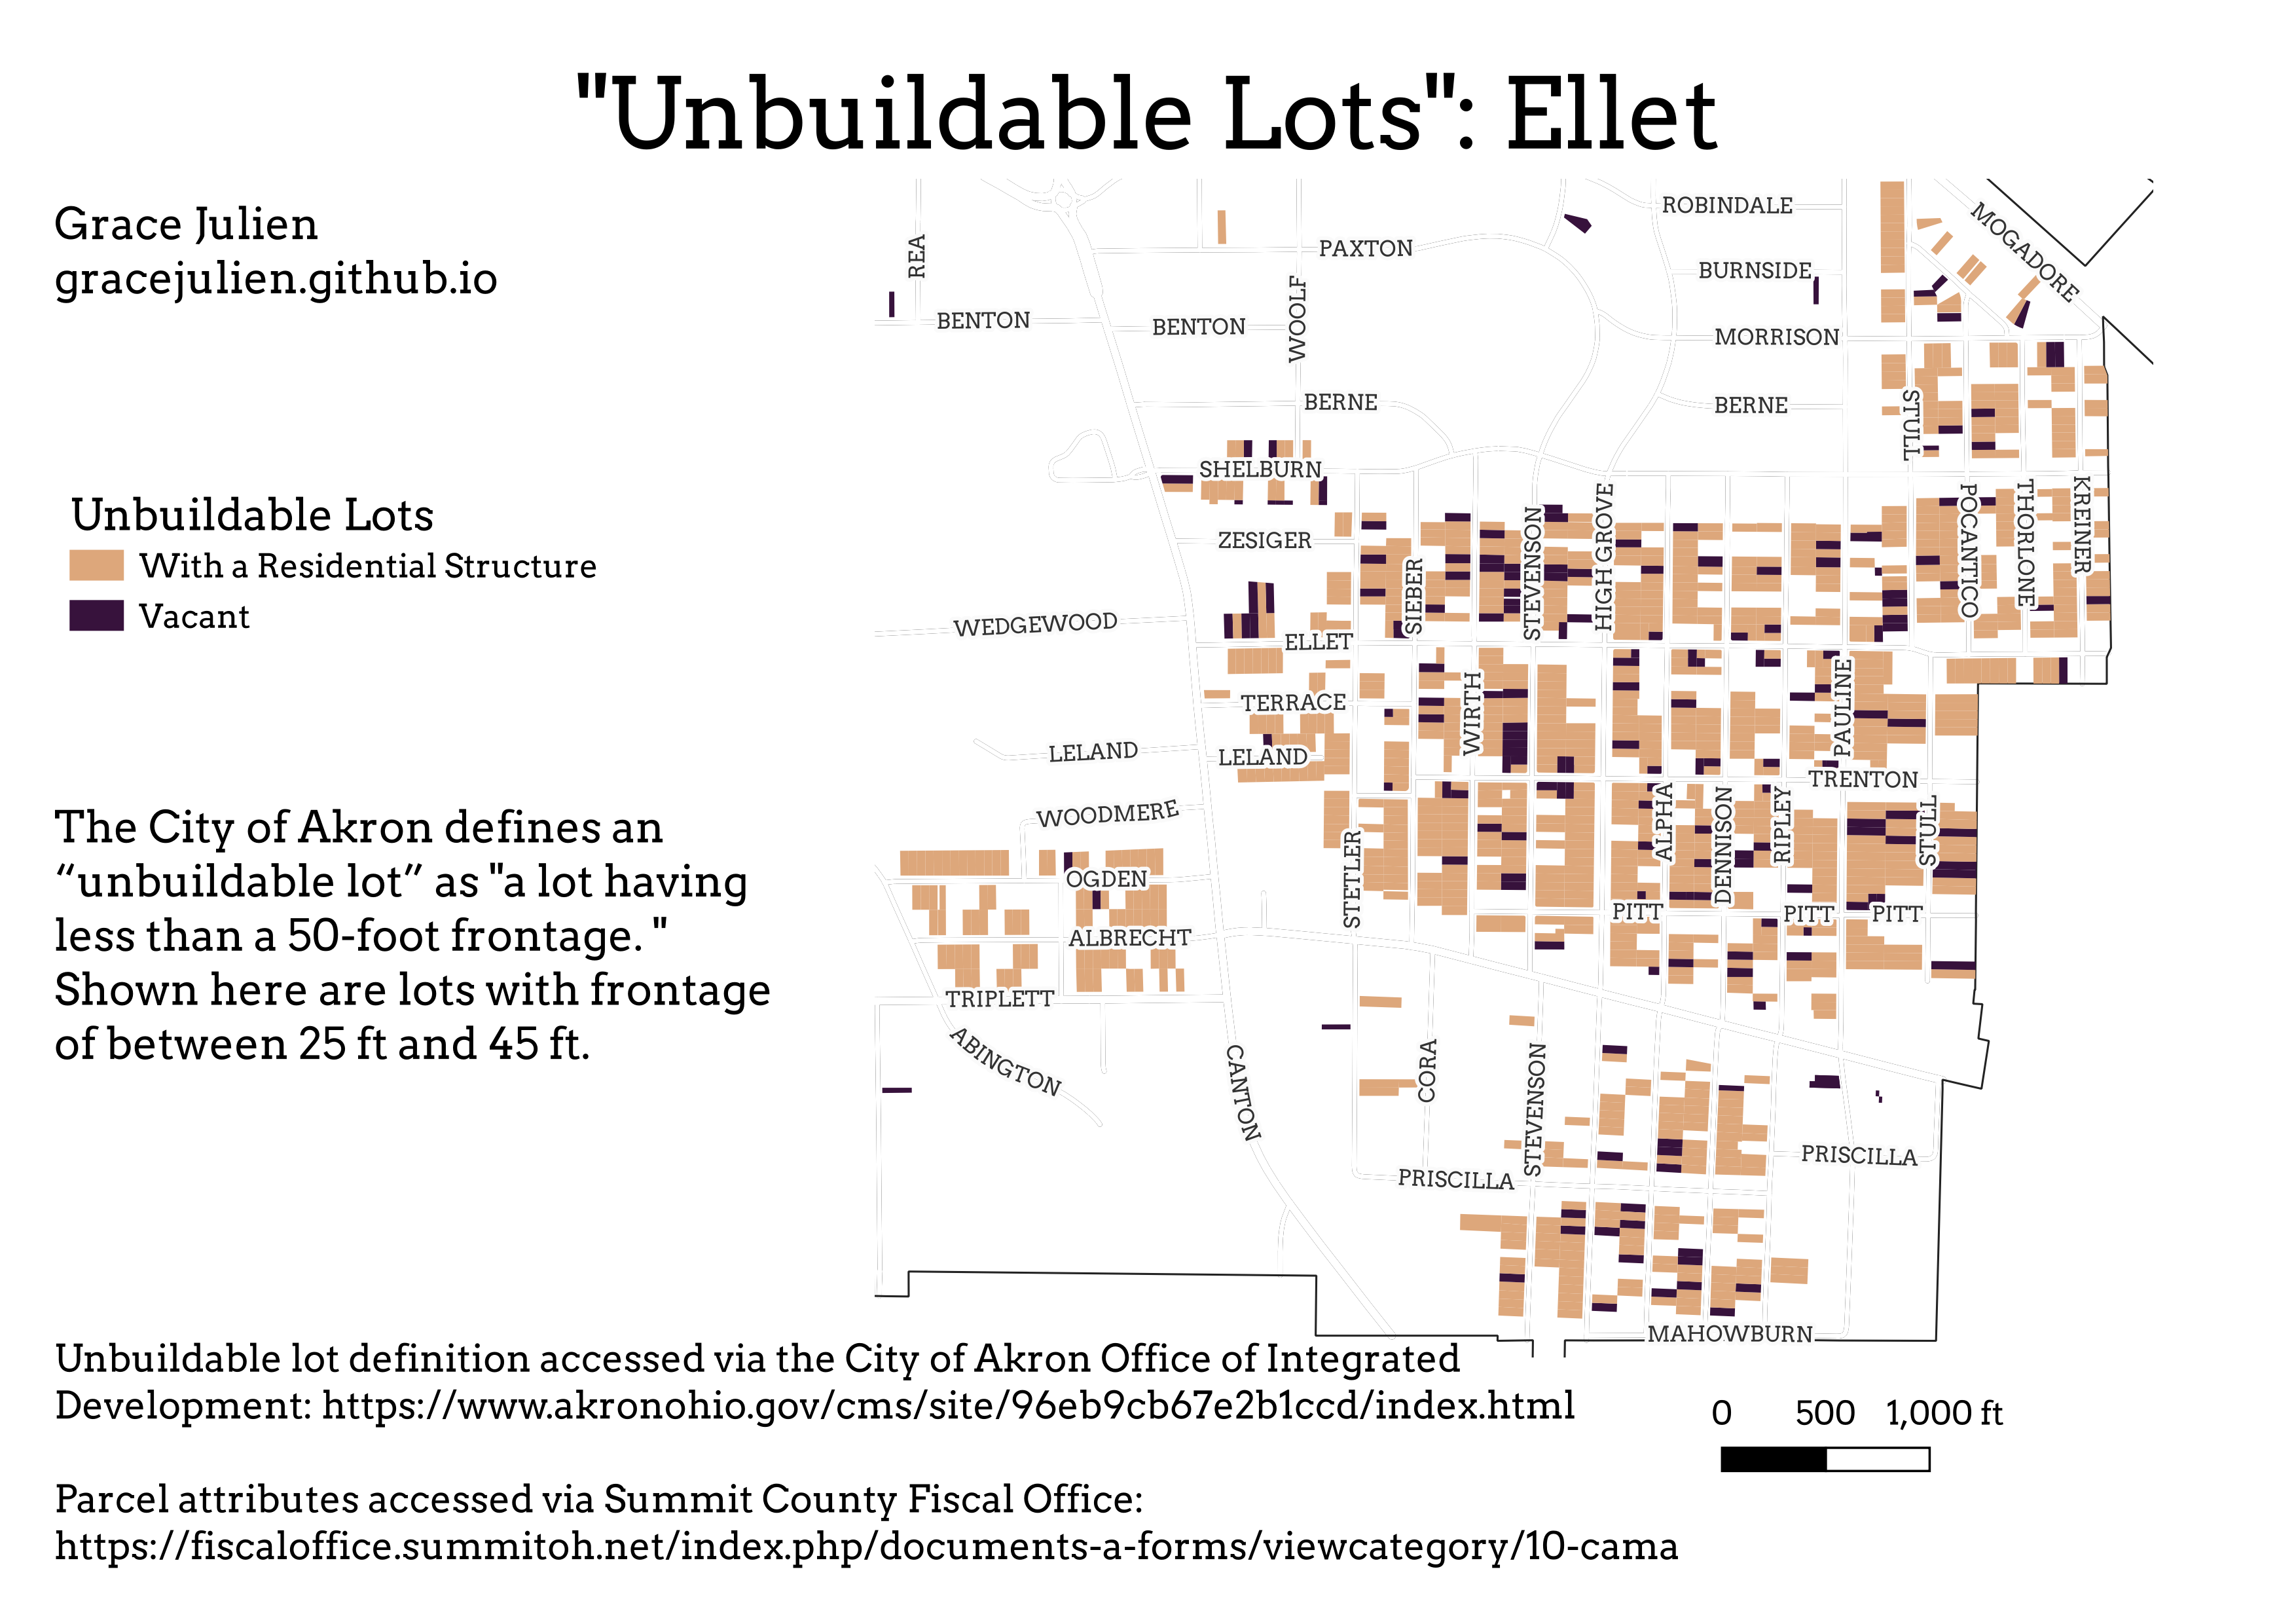 "Unbuildable Lots": Ellet
Grace Julien
gracejulien.github.io
Unbuildable Lots
With a Residential Structure
Vacant
The City of Akron defines an
“unbuildable lot” as "a lot having
less than a 50-foot frontage. "
Shown here are lots with frontage
of between 25 ft and 45 ft.
ROBINDALE
MOGADORE
REA
PAXTON
BURNSIDE
WOOLF
BENTON
BENTON
MORRISON
BERNE
BERNE
STULL
SHELBURN
ZESIGER
SIEBER
STEVENSON
HIGH GROVE
POCANTICO
THORLONE
KREINER
WEDGEWOOD
ELLET
TERRACE
WIRTH
PAULINE
LELAND
LELAND
TRENTON
WOODMERE
STETLER
ALPHA
DENNISON
RIPLEY
STULL
OGDEN
PITT
PITT
PITT
ALBRECHT
TRIPLETT
ABINGTON
CANTON
CORA
STEVENSON
PRISCILLA
PRISCILLA
MAHOWBURN
Unbuildable lot definition accessed via the City of Akron Office of Integrated
Development: https://www.akronohio.gov/cms/site/96eb9cb67e2b1ccd/index.html
0 500 1,000 ft
Parcel attributes accessed via Summit County Fiscal Office:
https://fiscaloffice.summitoh.net/index.php/documents-a-forms/viewcategory/10-cama